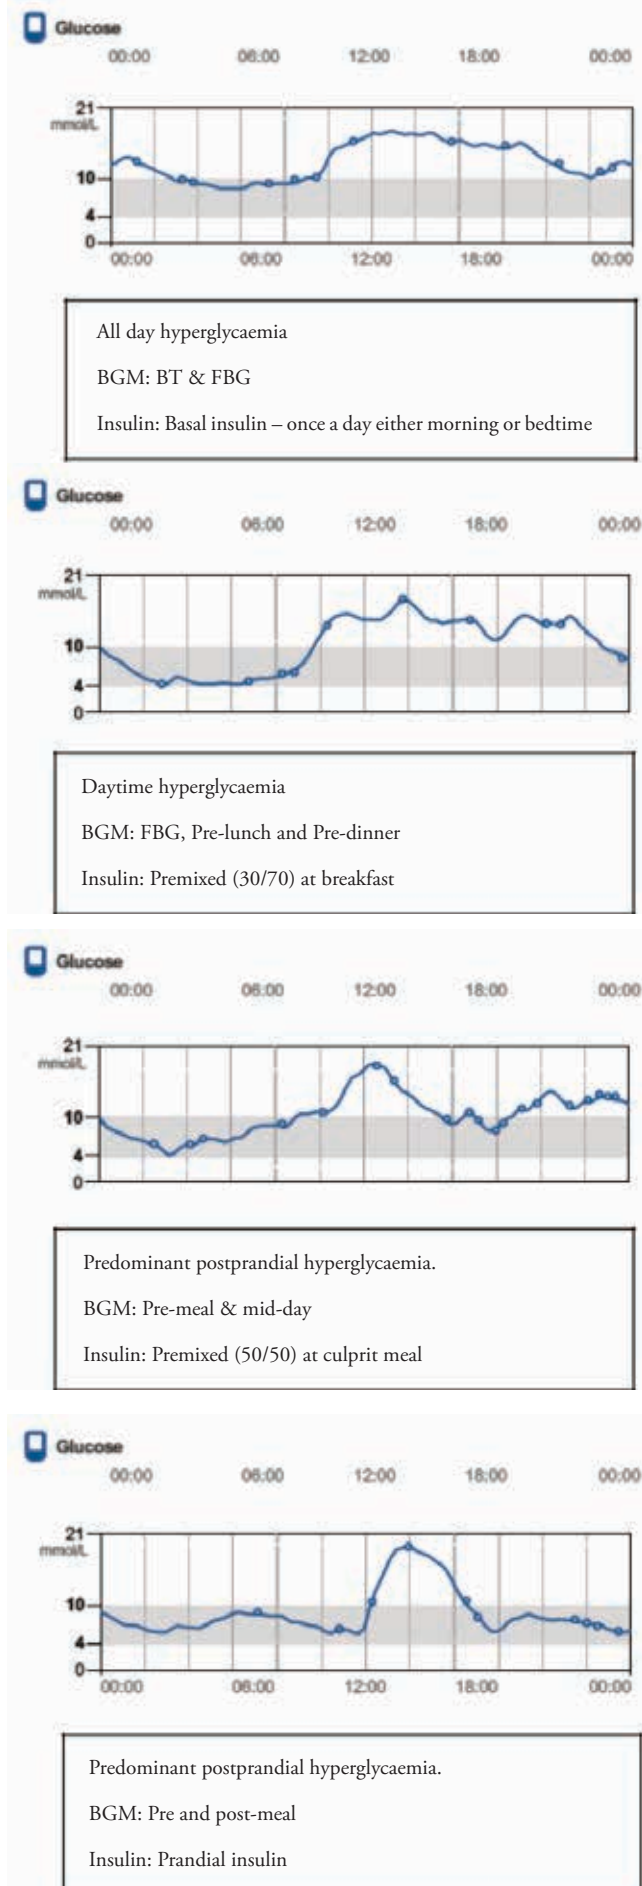 Glucose
00:00 06:00 12:00 18:00 00:00
21
mmol/L
10
4
0
00:00 06:00 12:00 18:00 00:00
All day hyperglycaemia
BGM: BT & FBG
Insulin: Basal insulin – once a day either morning or bedtime
Glucose
00:00 06:00 12:00 18:00 00:00
21
mmol/L
10
4
0
Daytime hyperglycaemia
BGM: FBG, Pre-lunch and Pre-dinner
Insulin: Premixed (30/70) at breakfast
Glucose
00:00 06:00 12:00 18:00 00:00
21
mmol/L
10
4
0
Predominant postprandial hyperglycaemia.
BGM: Pre-meal & mid-day
Insulin: Premixed (50/50) at culprit meal
Glucose
00:00 06:00 12:00 18:00 00:00
21
mmol/L
10
4
0
00:00 06:00 12:00 18:00 00:00
Predominant postprandial hyperglycaemia.
BGM: Pre and post-meal
Insulin: Prandial insulin